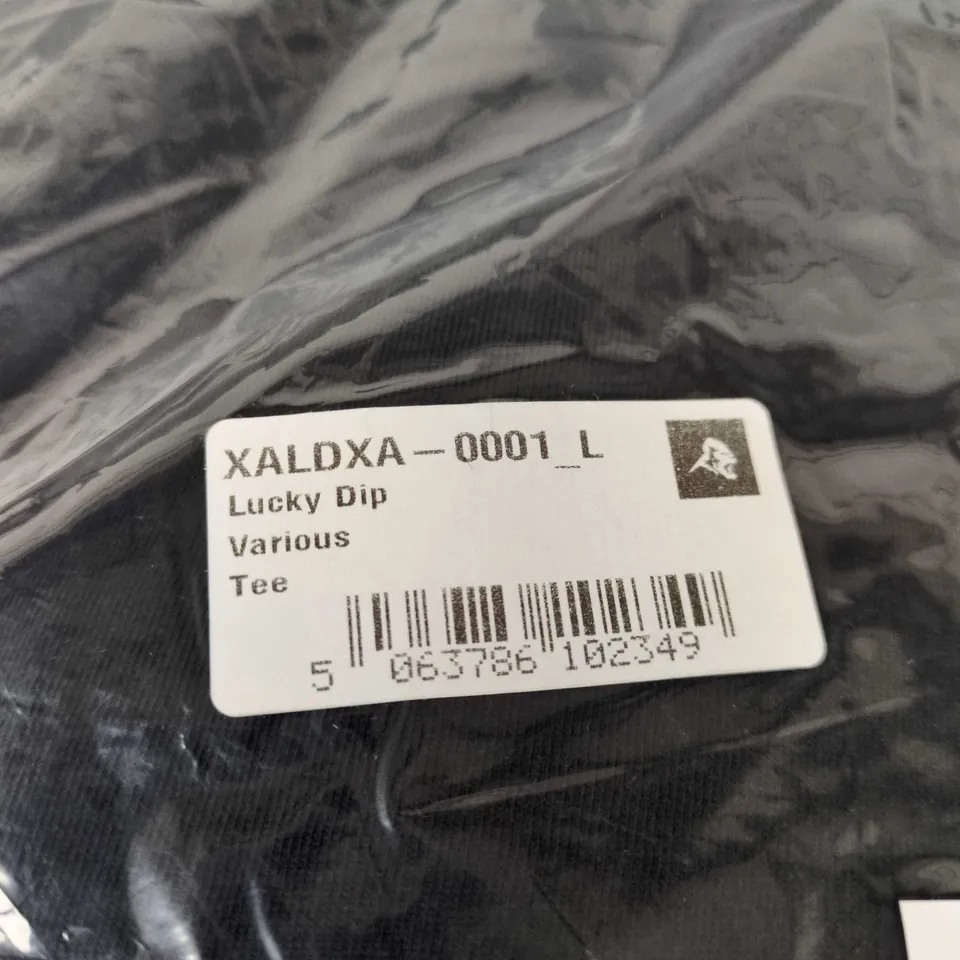 XALDXA-0001_L
Lucky Dip
Various
Tee
5 063786 102349